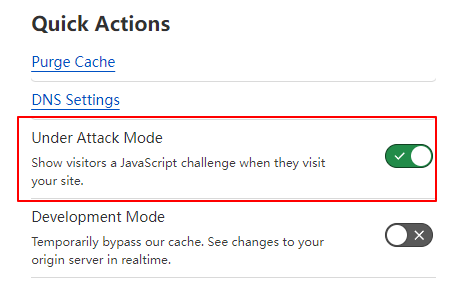 Quick Actions
Purge Cache
DNS Settings
Under Attack Mode
Show visitors a JavaScript challenge when they visit
your site.
Development Mode
Temporarily bypass our cache. See changes to your
origin server in realtime.